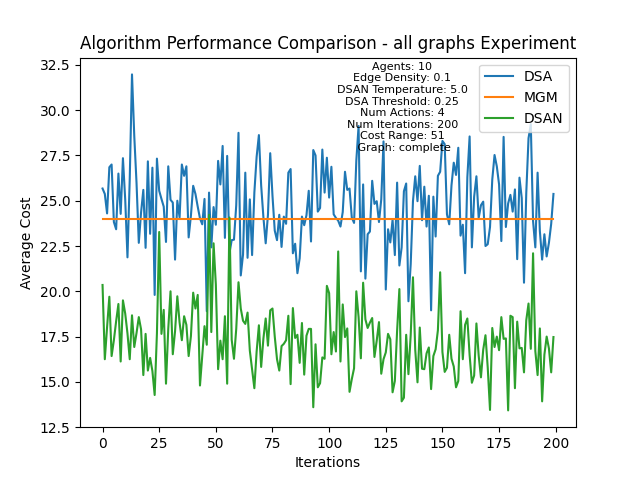 Algorithm Performance Comparison - all graphs Experiment
32.5
30.0
27.5
25.0
22.5
20.0
17.5
15.0
12.5
Average Cost
Agents: 10
Edge Density: 0.1
DSAN Temperature: 5.0
DSA Threshold: 0.25
Num Actions: 4
Num Iterations: 200
Cost Range: 51
Graph: complete
DSA
MGM
DSAN
0 25 50 75 100 125 150 175 200
Iterations